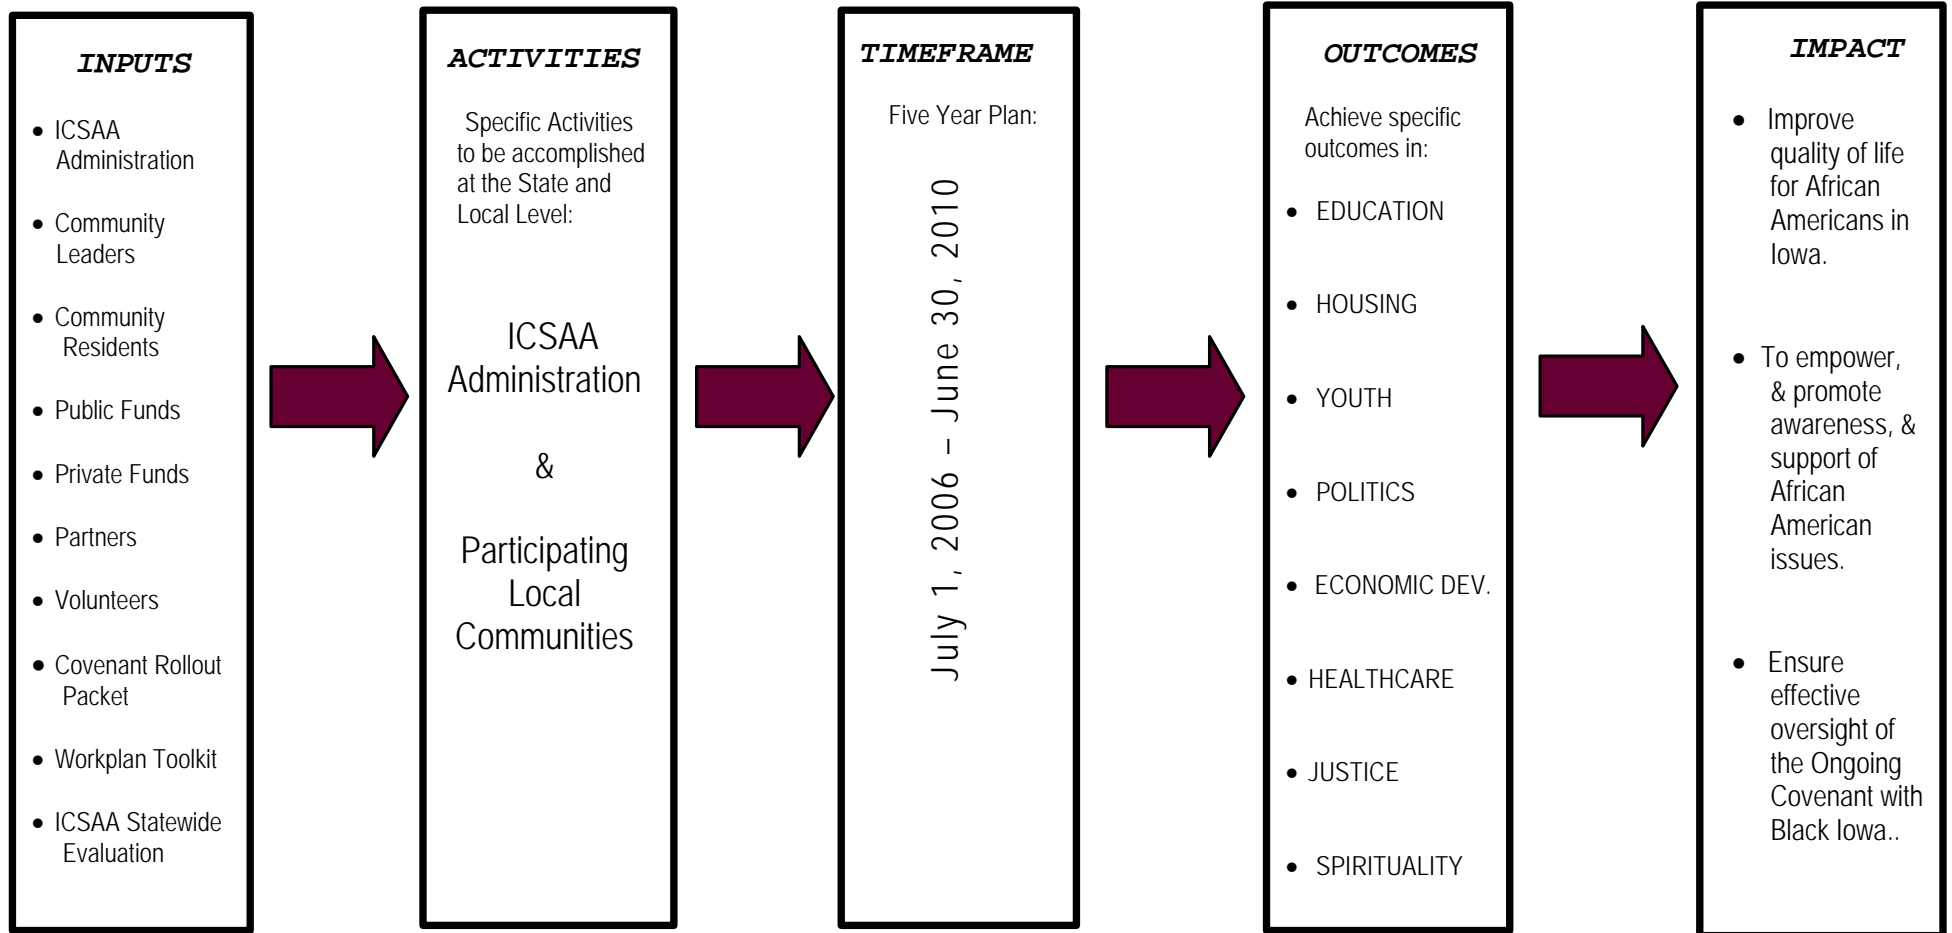 INPUTS
• ICSAA
Administration
• Community
Leaders
• Community
Residents
• Public Funds
• Private Funds
• Partners
• Volunteers
• Covenant Rollout
Packet
• Workplan Toolkit
• ICSAA Statewide
Evaluation
ACTIVITIES
Specific Activities
to be accomplished
at the State and
Local Level:
ICSAA
Administration
&
Participating
Local
Communities
TIMEFRAME
Five Year Plan:
July 1, 2006 – June 30, 2010
OUTCOMES
Achieve specific
outcomes in:
• EDUCATION
• HOUSING
• YOUTH
• POLITICS
• ECONOMIC DEV.
• HEALTHCARE
• JUSTICE
• SPIRITUALITY
IMPACT
• Improve
quality of life
for African
Americans in
Iowa.
• To empower,
& promote
awareness, &
support of
African
American
issues.
• Ensure
effective
oversight of
the Ongoing
Covenant with
Black Iowa..